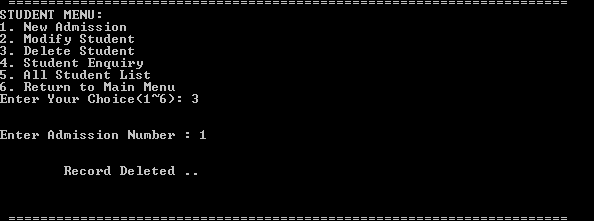 ======================================================================
STUDENT MENU:
1. New Admission
2. Modify Student
3. Delete Student
4. Student Enquiry
5. All Student List
6. Return to Main Menu
Enter Your Choice(1~6): 3
Enter Admission Number : 1
Record Deleted ..
======================================================================